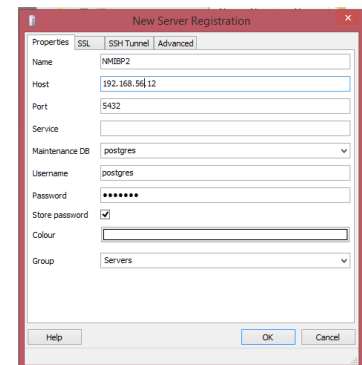 New Server Registration
Properties SSL SSH Tunnel Advanced
Name NMIBP2
Host 192.168.56.12
Port 5432
Service
Maintenance DB postgres
Username postgres
Password •••••••
Store password
Colour
Group Servers
Help OK Cancel